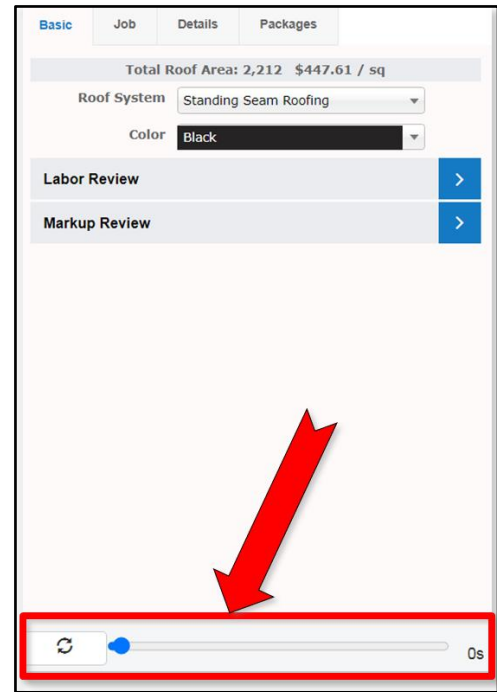 Basic Job Details Packages
Total Roof Area: 2,212 $447.61 / sq
Roof System Standing Seam Roofing
Color Black
Labor Review
Markup Review
0s